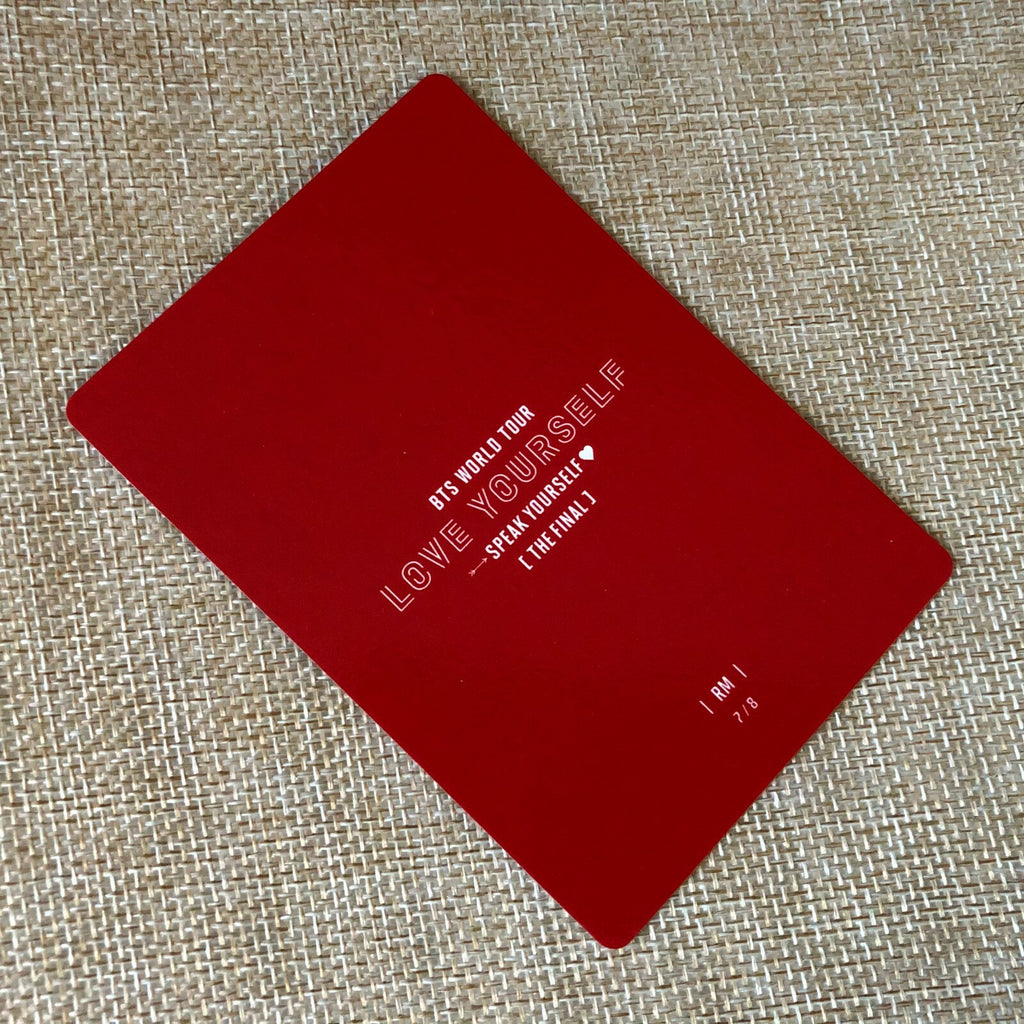 BTS WORLD TOUR
LOVE YOURSELF
SPEAK YOURSELF
[ THE FINAL ]
| RM |
7/8